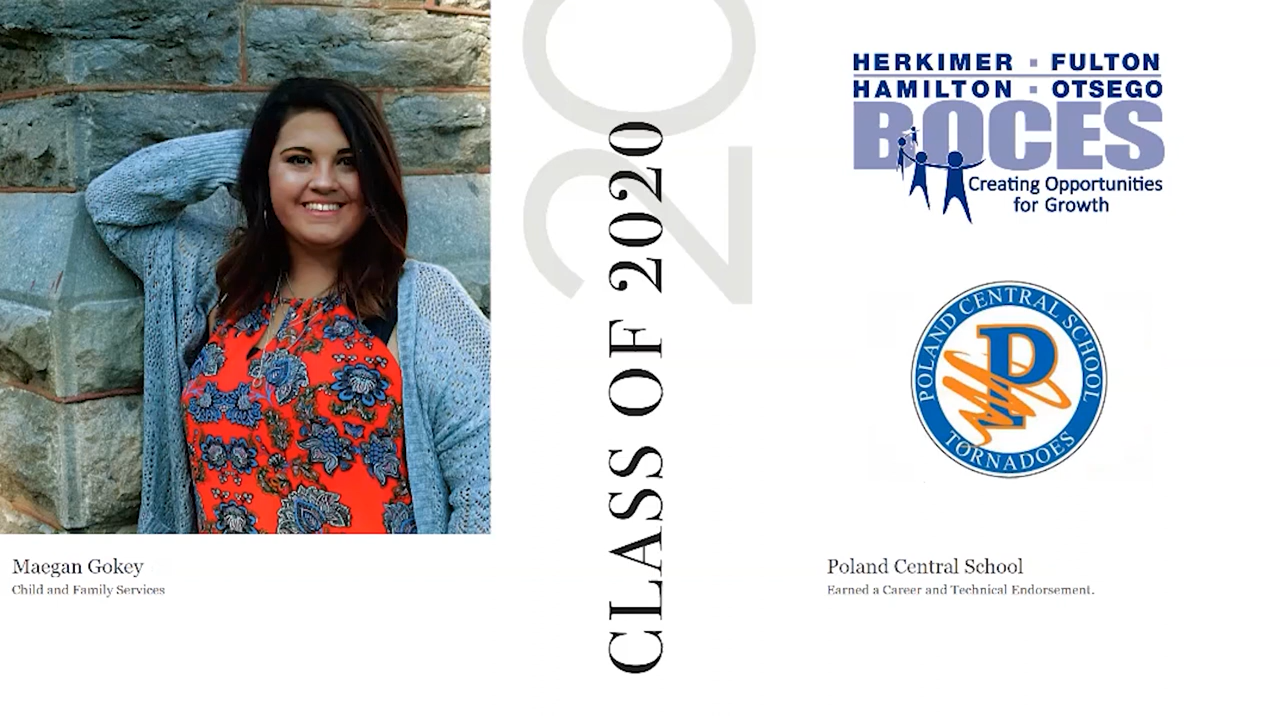 Maegan Gokey
Child and Family Services
20
CLASS OF 2020
HERKIMER ▪ FULTON
HAMILTON ▪ OTSEGO
BOCES
Creating Opportunities
for Growth
POLAND CENTRAL SCHOOL
P
TORNADOES
Poland Central School
Earned a Career and Technical Endorsement.